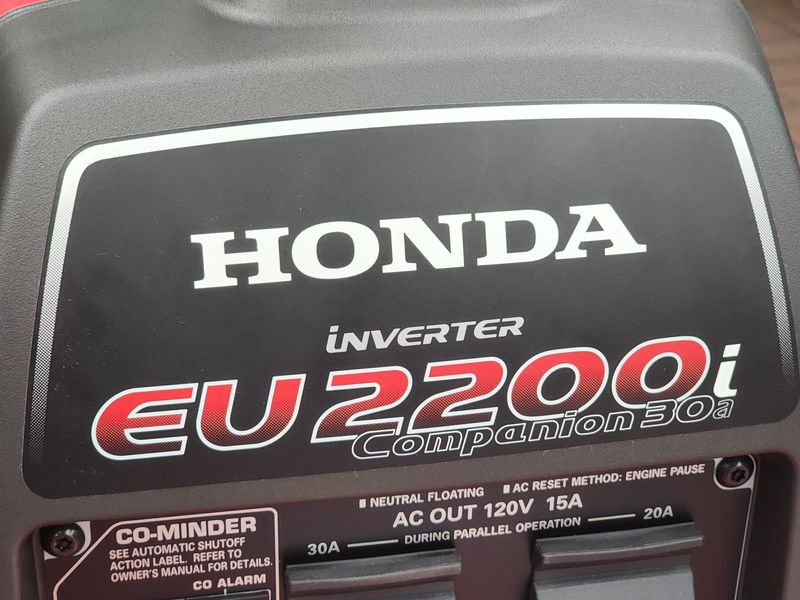 HONDA
INVERTER
EU2200i
Companion 30a
NEUTRAL FLOATING AC RESET METHOD: ENGINE PAUSE
AC OUT 120V 15A
30A DURING PARALLEL OPERATION 20A
CO-MINDER
SEE AUTOMATIC SHUTOFF
ACTION LABEL. REFER TO
OWNER'S MANUAL FOR DETAILS.
CO ALARM